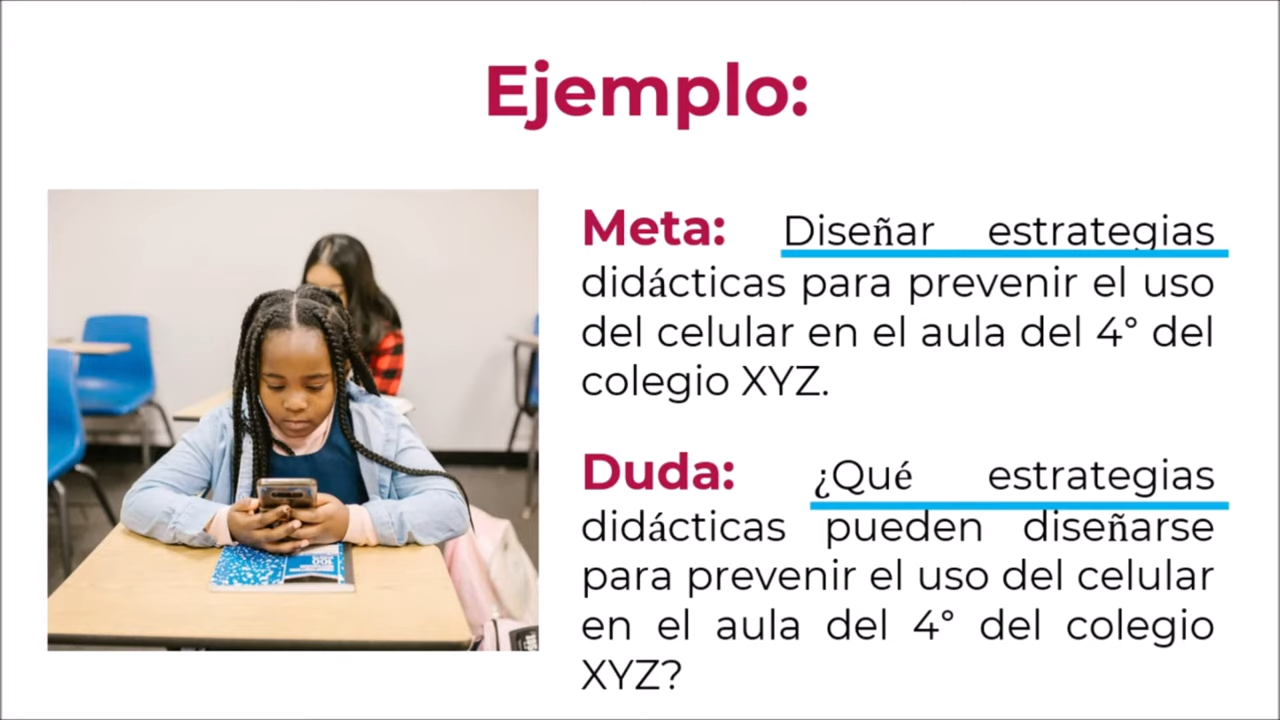 Ejemplo:
Meta: Diseñar estrategias
didácticas para prevenir el uso
del celular en el aula del 4° del
colegio XYZ.
Duda: ¿Qué estrategias
didácticas pueden diseñarse
para prevenir el uso del celular
en el aula del 4° del colegio
XYZ?